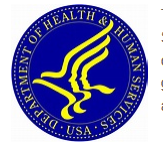 DEPARTMENT OF HEALTH & HUMAN SERVICES · USA